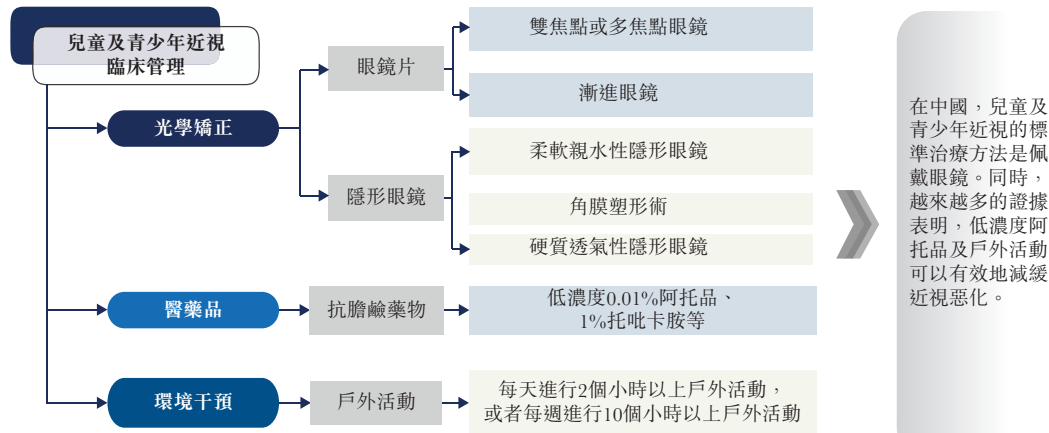 兒童及青少年近視
臨床管理
光學矯正
眼鏡片
雙焦點或多焦點眼鏡
漸進眼鏡
隱形眼鏡
柔軟親水性隱形眼鏡
角膜塑形術
硬質透氣性隱形眼鏡
醫藥品
抗膽鹼藥物
低濃度0.01%阿托品、
1%托吡卡胺等
環境干預
戶外活動
每天進行2個小時以上戶外活動，
或者每週進行10個小時以上戶外活動
在中國，兒童及
青少年近視的標
準治療方法是佩
戴眼鏡。同時，
越來越多的證據
表明，低濃度阿
托品及戶外活動
可以有效地減緩
近視惡化。